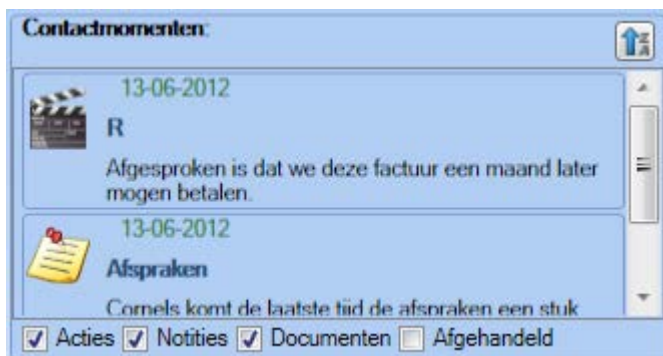 Contactmomenten:
Z
A
13-06-2012
R
Afgesproken is dat we deze factuur een maand later
mogen betalen.
13-06-2012
Afspraken
Cornels komt de laatste tijd de afspraken een stuk
Acties Notities Documenten Afgehandeld